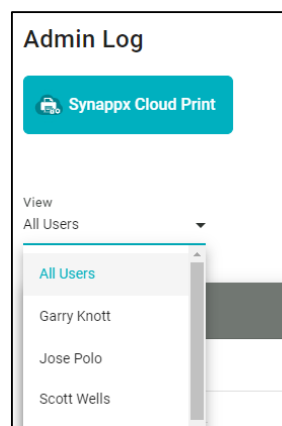 Admin Log
Synappx Cloud Print
View
All Users
All Users
Garry Knott
Jose Polo
Scott Wells